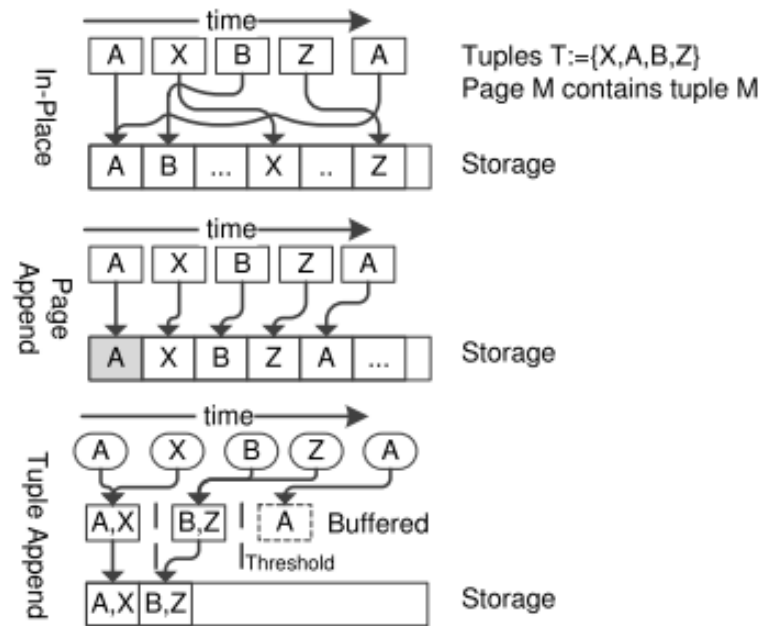 time
A X B Z A
Tuples T:={X,A,B,Z}
Page M contains tuple M
In-Place
A B ... X .. Z
Storage
time
A X B Z A
Page
Append
A X B Z A ...
Storage
time
A X B Z A
Tuple Append
A,X B,Z A Buffered
Threshold
A,X B,Z
Storage